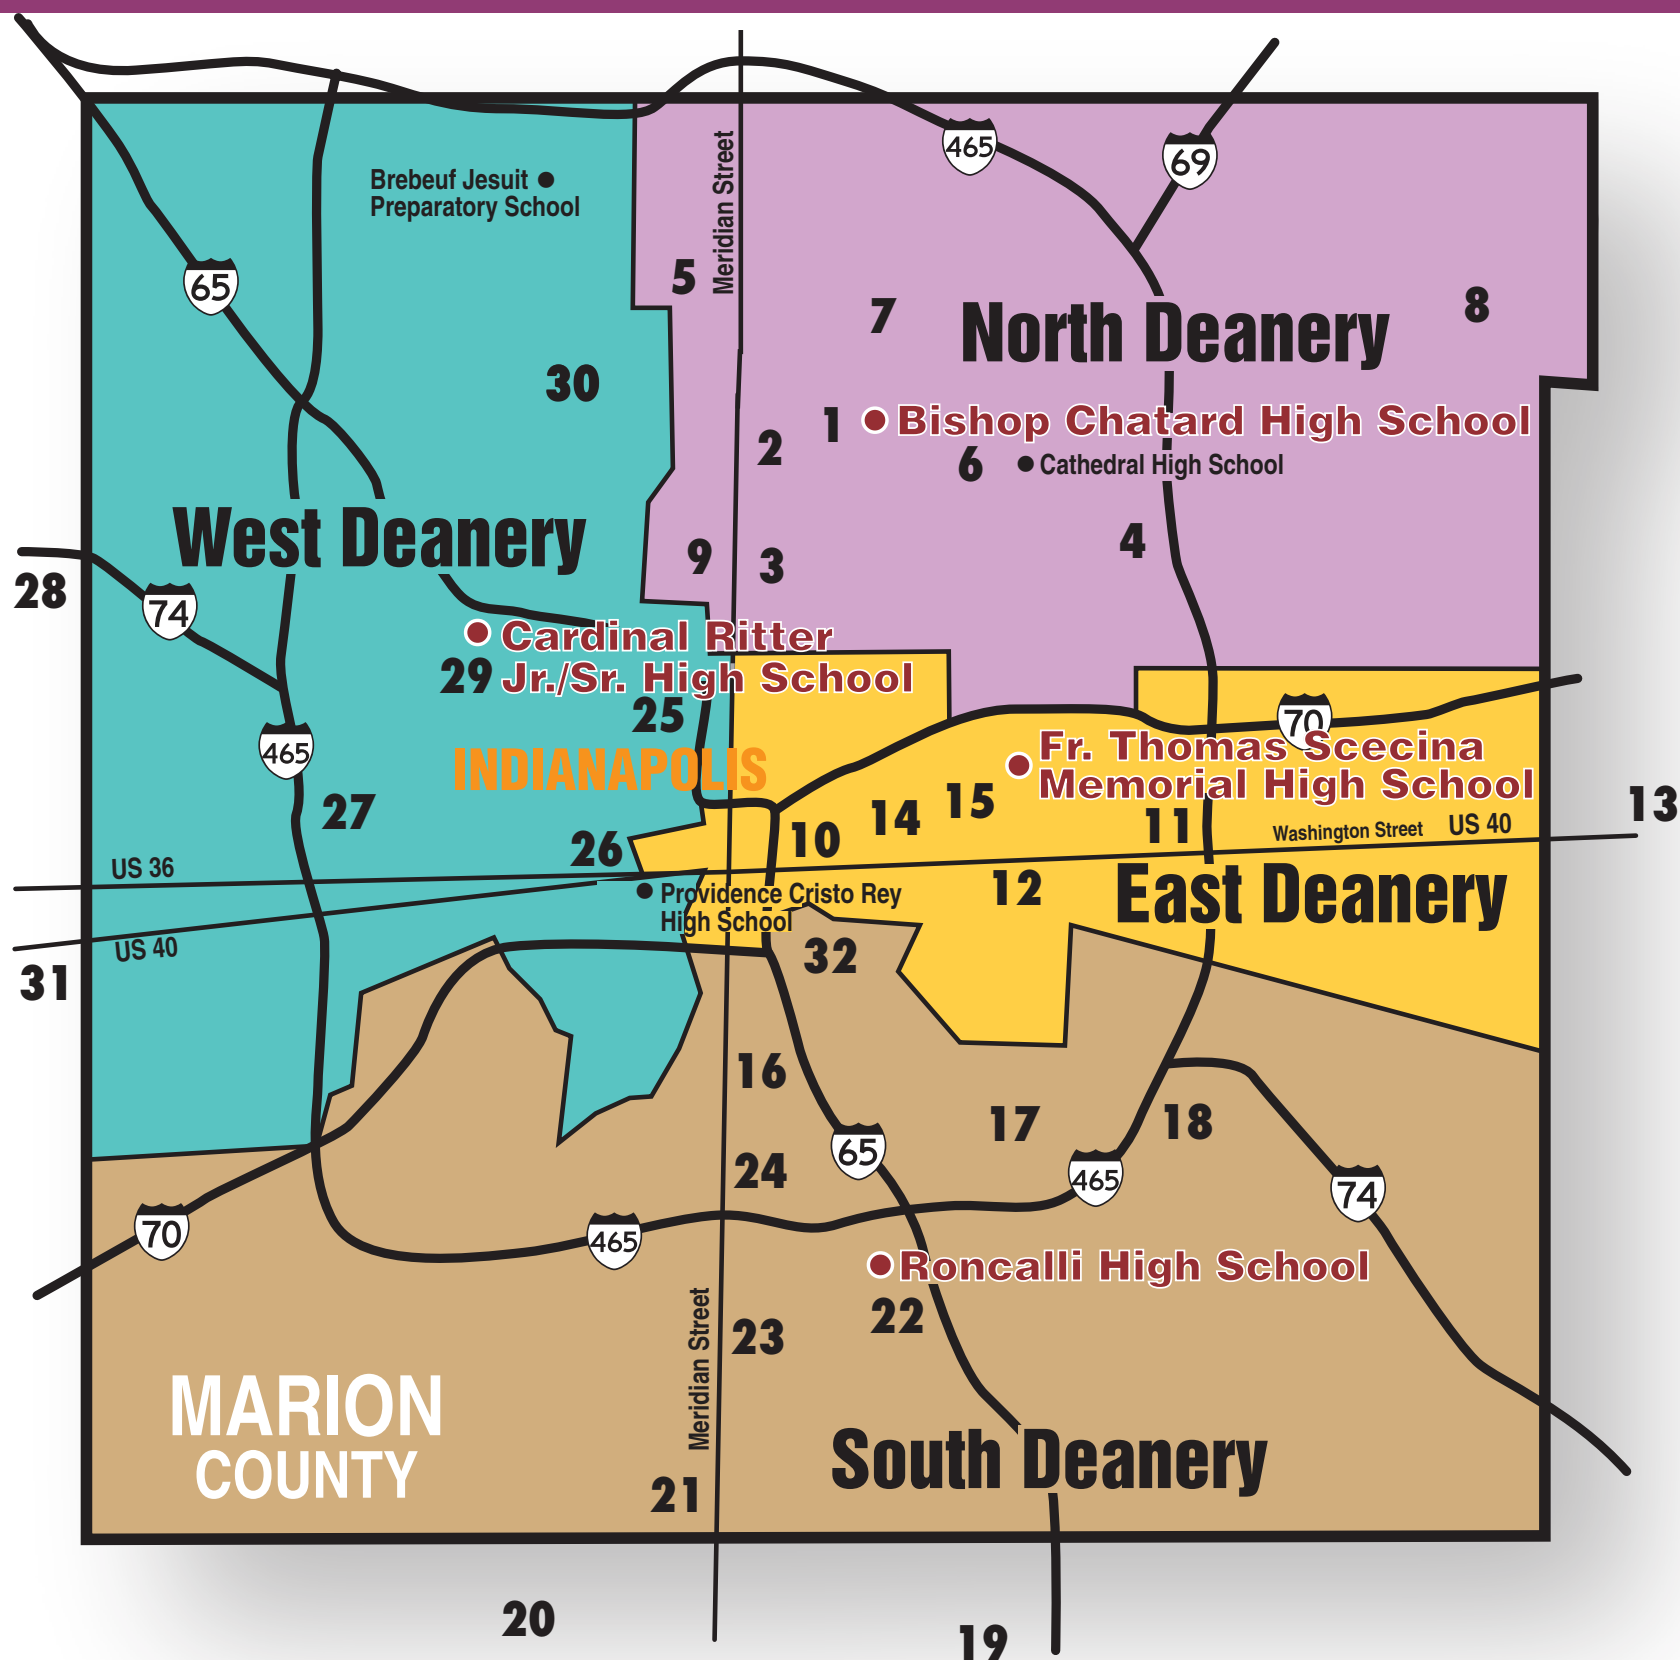 465
69
Meridian Street
Brebeuf Jesuit
Preparatory School
5
65
7
North Deanery
8
30
1
Bishop Chatard High School
2
6
Cathedral High School
West Deanery
9
3
4
28
74
Cardinal Ritter
29
Jr./Sr. High School
25
70
Fr. Thomas Scecina
Memorial High School
465
INDIANAPOLIS
27
26
10
14
15
11
Washington Street
US 40
13
US 36
Providence Cristo Rey
High School
12
East Deanery
US 40
31
32
16
17
18
65
24
465
74
70
465
Roncalli High School
22
23
Meridian Street
MARION
COUNTY
South Deanery
21
20
19